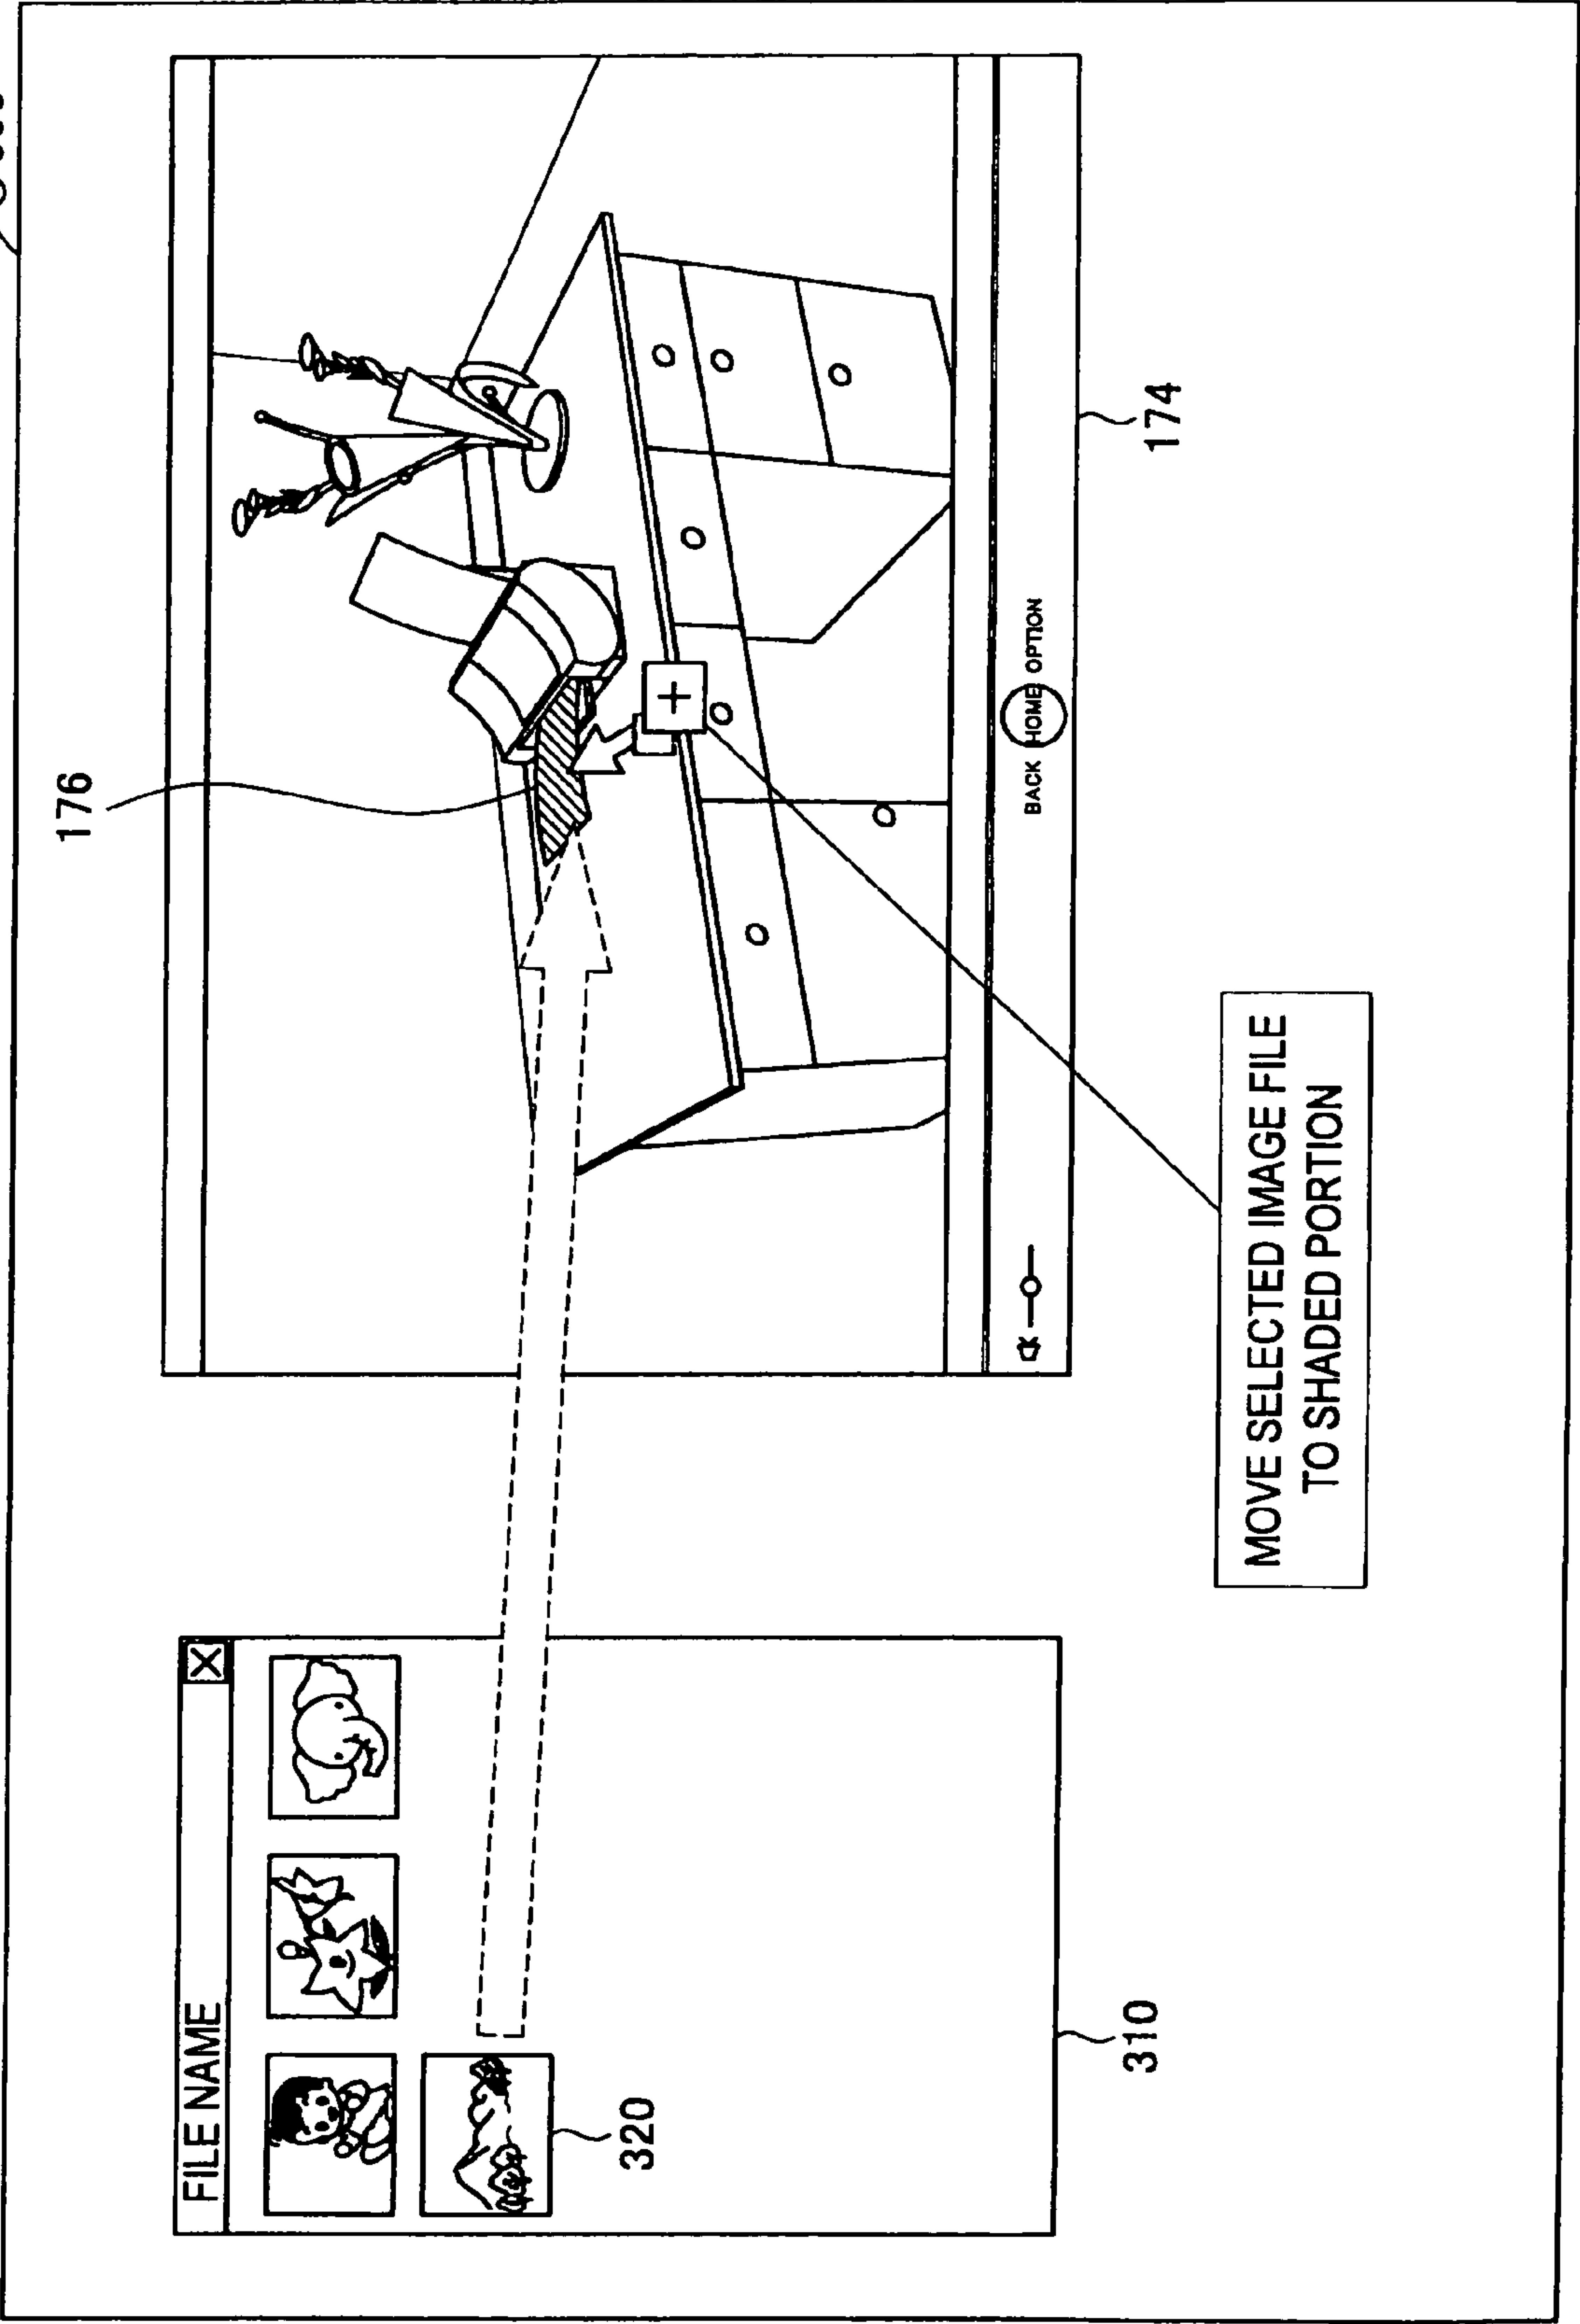 176
FILE NAME
X
320
310
BACK HOME OPTION
174
MOVE SELECTED IMAGE FILE
TO SHADED PORTION